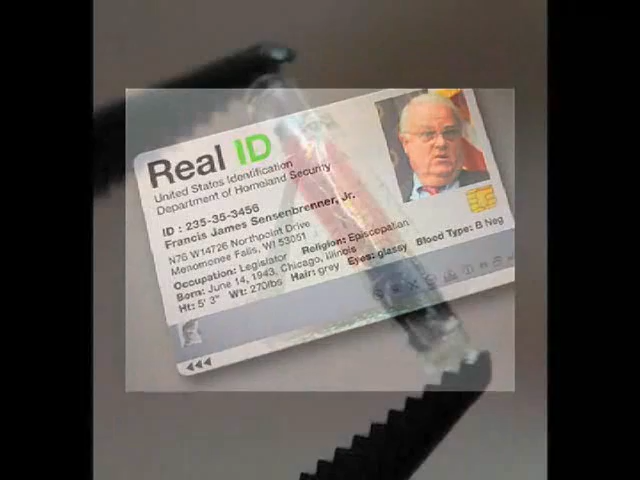 Real ID
United States Identification
Department of Homeland Security
ID : 235-35-3456
Francis James Sensenbrenner, Jr.
N76 W14726 Northpoint Drive
Menomonee Falls, WI 53051
Occupation: Legislator Religion: Episcopalian
Born: June 14, 1943, Chicago, Illinois
Ht: 5' 3" Wt: 270lbs Hair: grey Eyes: glassy Blood Type: B Neg